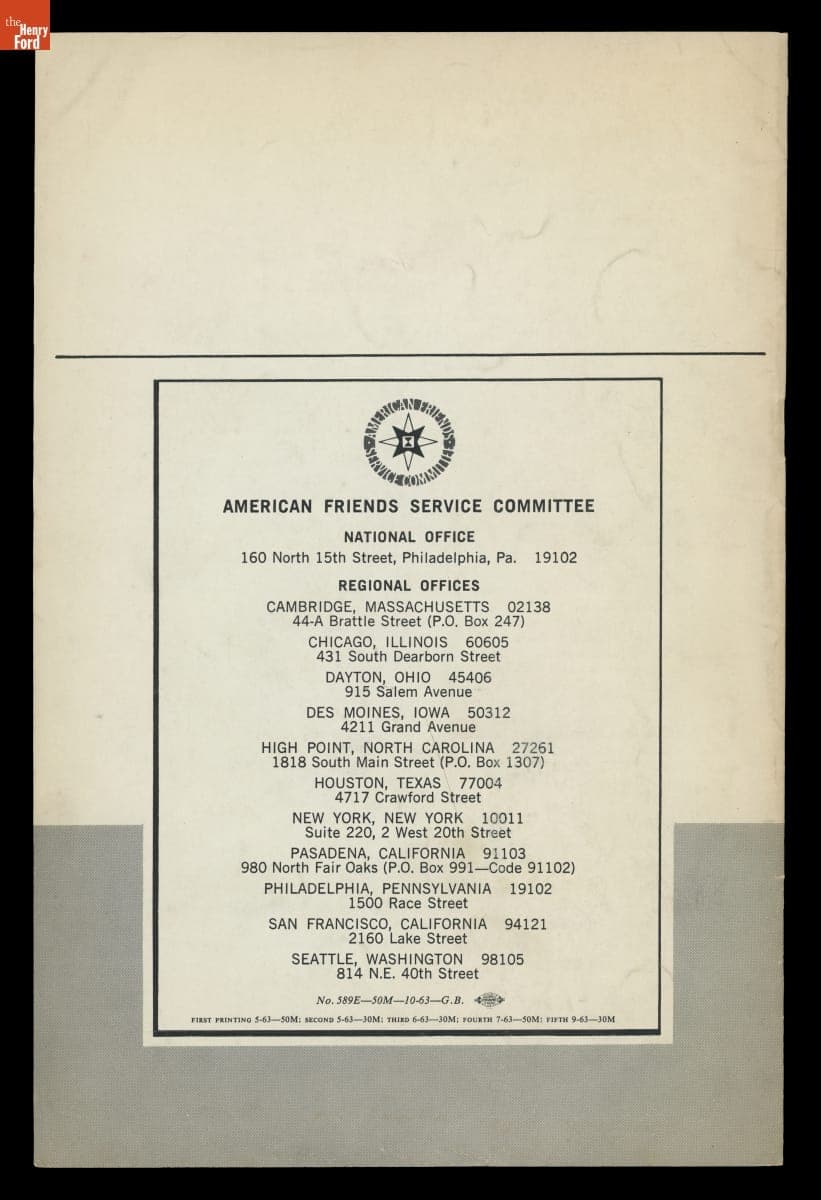 the
Henry
Ford
AMERICAN FRIENDS
SERVICE COMMITTEE
AMERICAN FRIENDS SERVICE COMMITTEE
NATIONAL OFFICE
160 North 15th Street, Philadelphia, Pa. 19102
REGIONAL OFFICES
CAMBRIDGE, MASSACHUSETTS 02138
44-A Brattle Street (P.O. Box 247)
CHICAGO, ILLINOIS 60605
431 South Dearborn Street
DAYTON, OHIO 45406
915 Salem Avenue
DES MOINES, IOWA 50312
4211 Grand Avenue
HIGH POINT, NORTH CAROLINA 27261
1818 South Main Street (P.O. Box 1307)
HOUSTON, TEXAS 77004
4717 Crawford Street
NEW YORK, NEW YORK 10011
Suite 220, 2 West 20th Street
PASADENA, CALIFORNIA 91103
980 North Fair Oaks (P.O. Box 991—Code 91102)
PHILADELPHIA, PENNSYLVANIA 19102
1500 Race Street
SAN FRANCISCO, CALIFORNIA 94121
2160 Lake Street
SEATTLE, WASHINGTON 98105
814 N.E. 40th Street
No. 589E—50M—10-63—G.B.
FIRST PRINTING 5-63—50M; SECOND 5-63—30M; THIRD 6-63—30M; FOURTH 7-63—50M; FIFTH 9-63—30M